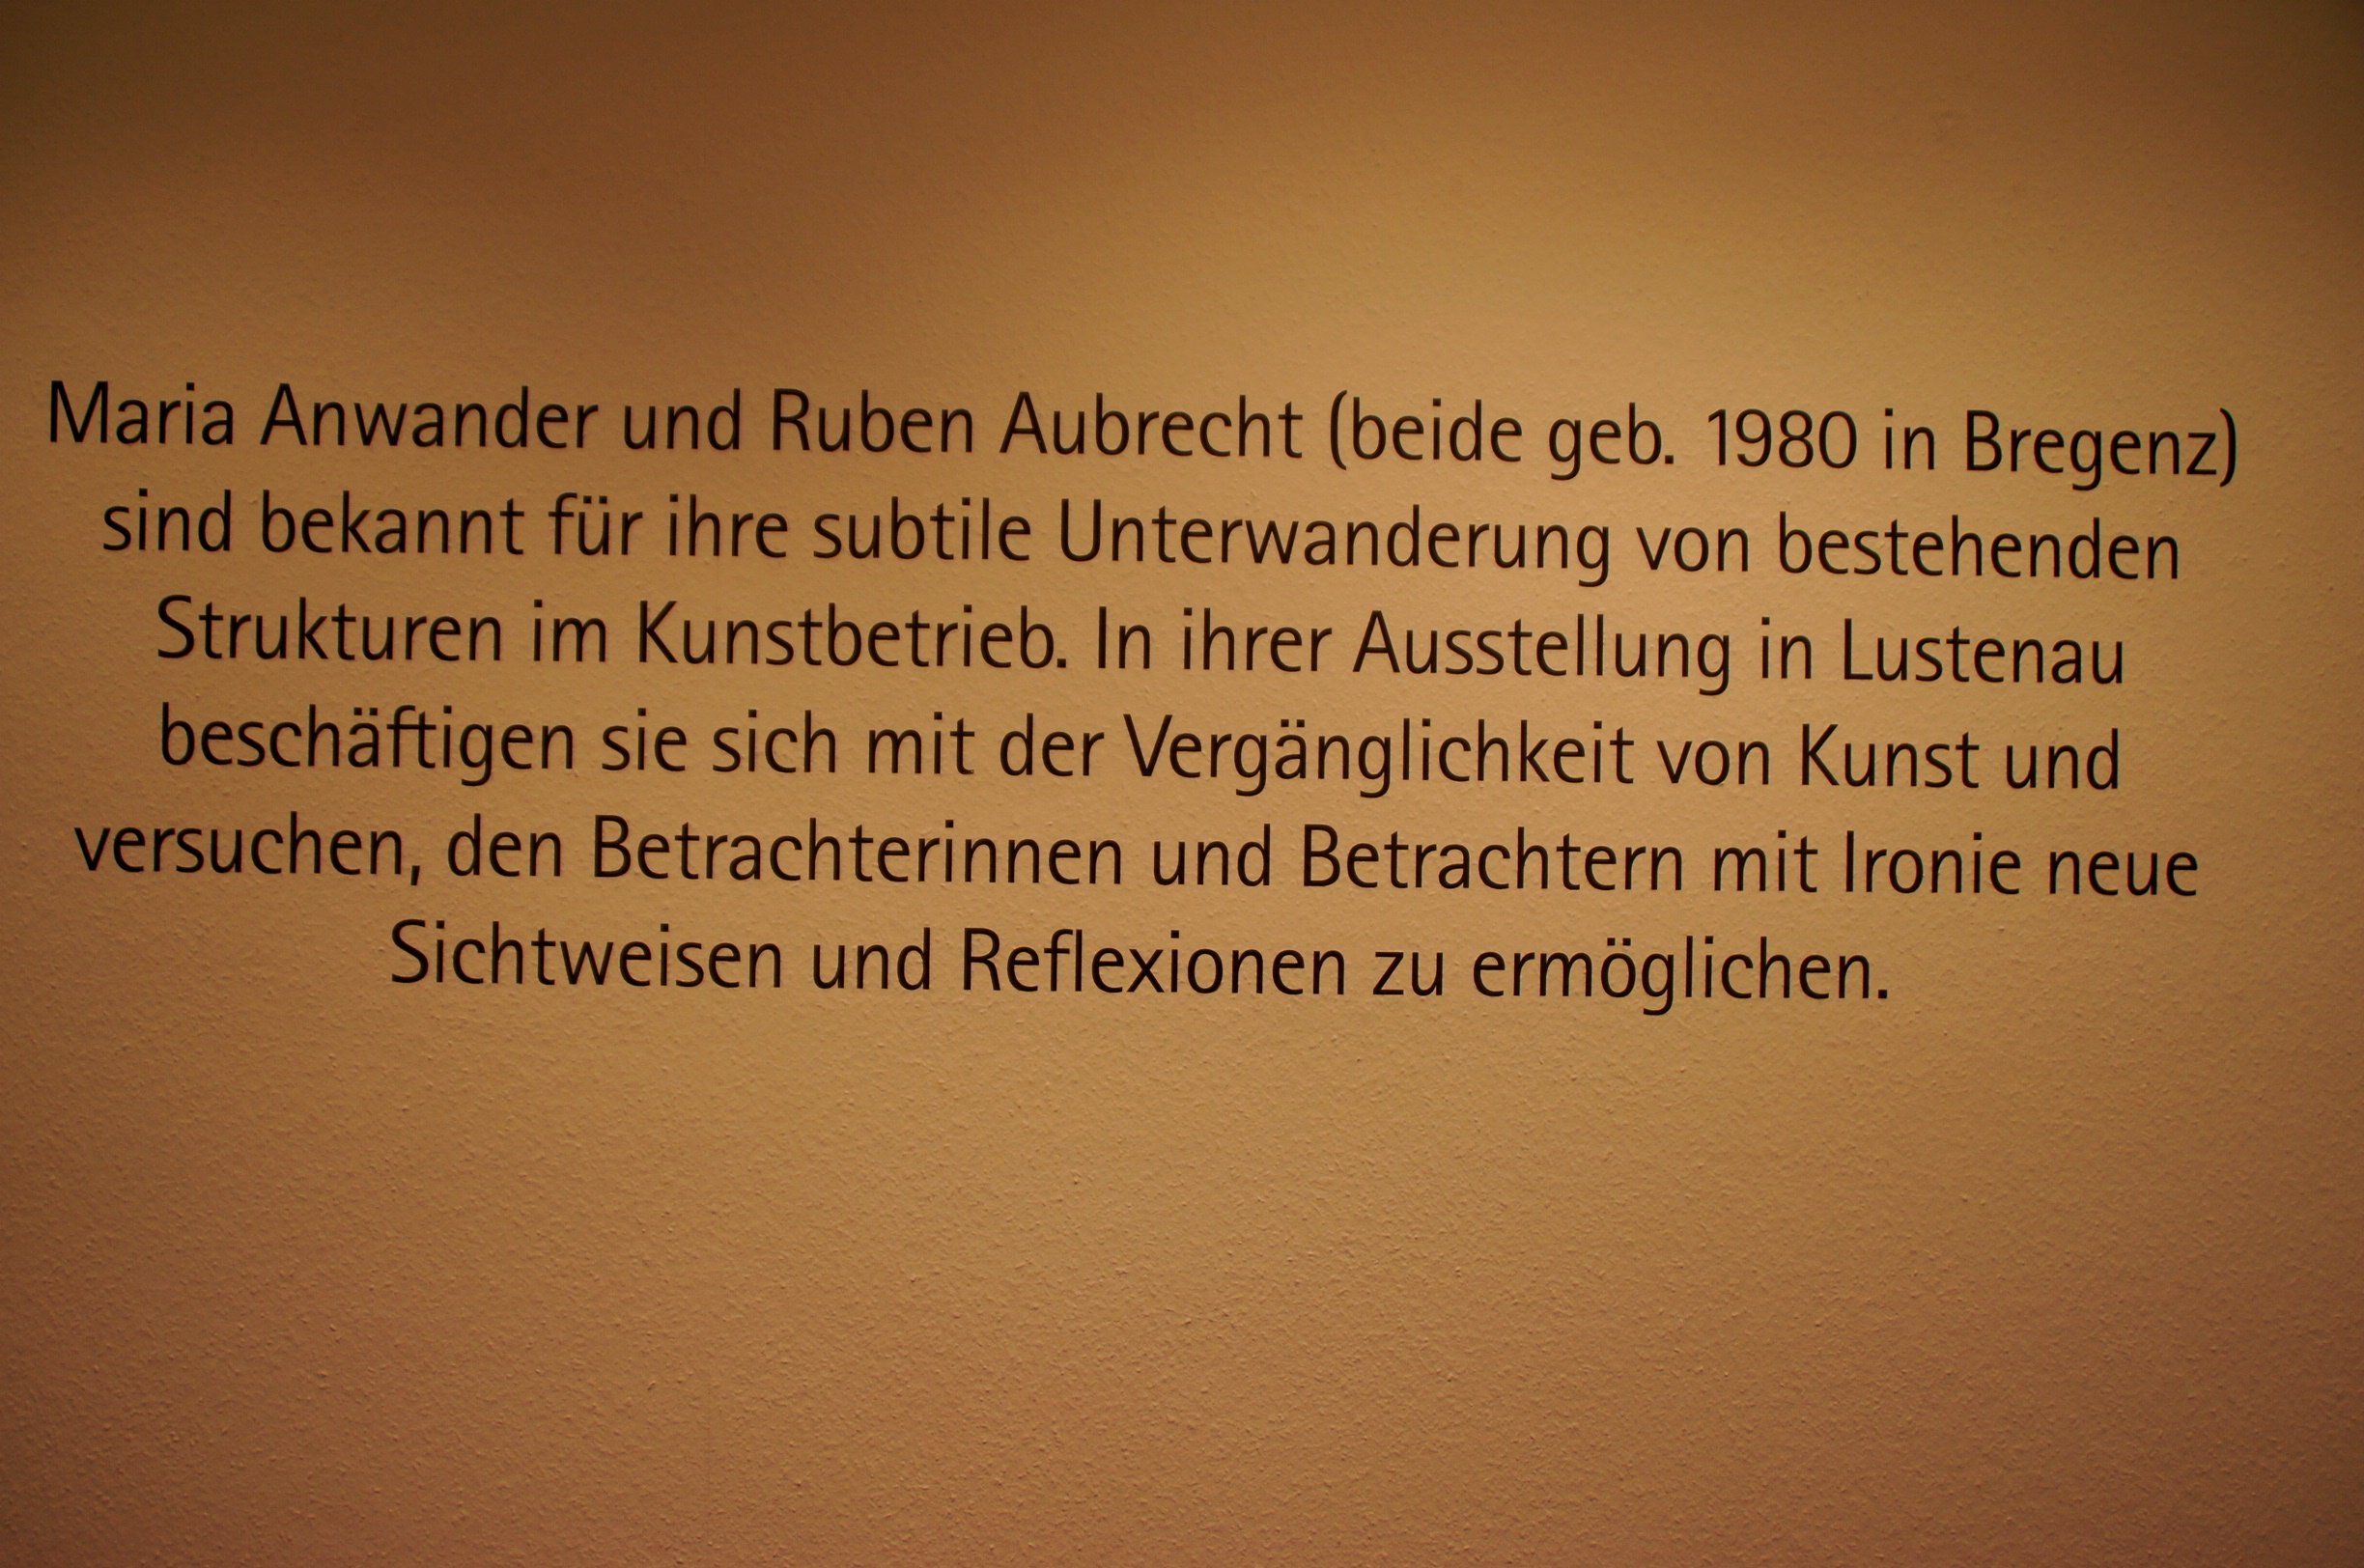 Maria Anwander und Ruben Aubrecht (beide geb. 1980 in Bregenz)
sind bekannt für ihre subtile Unterwanderung von bestehenden
Strukturen im Kunstbetrieb. In ihrer Ausstellung in Lustenau
beschäftigen sie sich mit der Vergänglichkeit von Kunst und
versuchen, den Betrachterinnen und Betrachtern mit Ironie neue
Sichtweisen und Reflexionen zu ermöglichen.